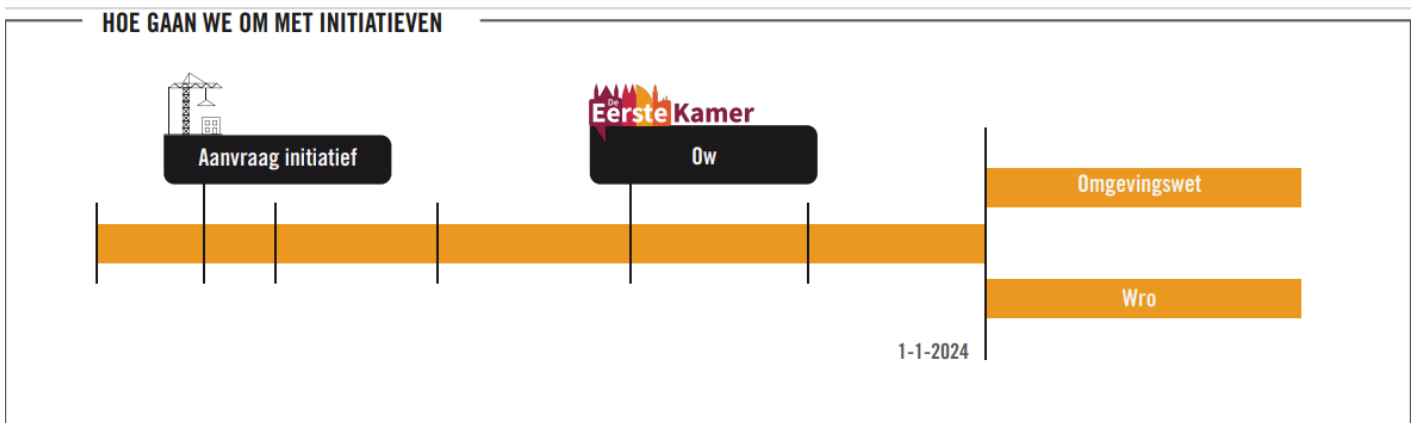 HOE GAAN WE OM MET INITIATIEVEN
De
Eerste Kamer
Aanvraag initiatief
Ow
Omgevingswet
Wro
1-1-2024